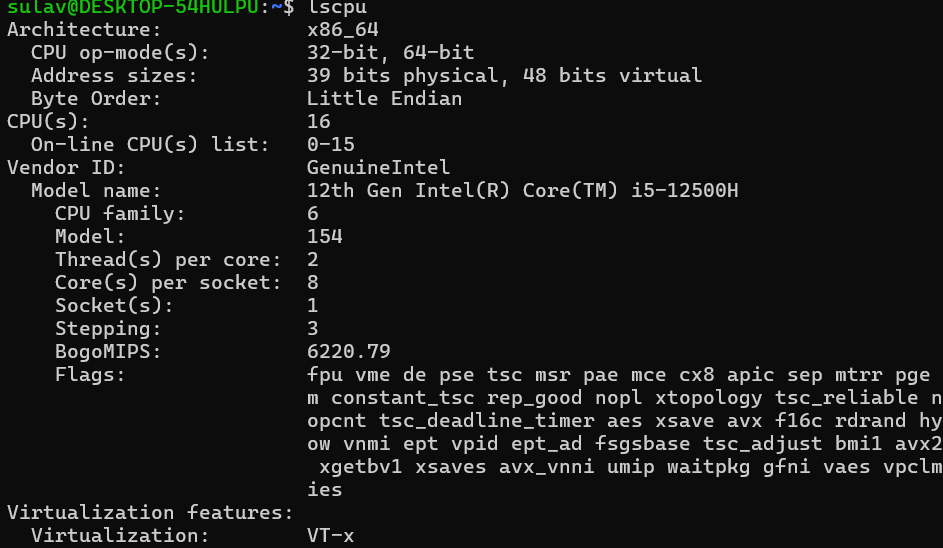 sulav@DESKTOP-54HULPU:~$ lscpu
Architecture: x86_64
CPU op-mode(s): 32-bit, 64-bit
Address sizes: 39 bits physical, 48 bits virtual
Byte Order: Little Endian
CPU(s): 16
On-line CPU(s) list: 0-15
Vendor ID: GenuineIntel
Model name: 12th Gen Intel(R) Core(TM) i5-12500H
CPU family: 6
Model: 154
Thread(s) per core: 2
Core(s) per socket: 8
Socket(s): 1
Stepping: 3
BogoMIPS: 6220.79
Flags: fpu vme de pse tsc msr pae mce cx8 apic sep mtrr pge
m constant_tsc rep_good nopl xtopology tsc_reliable n
opcnt tsc_deadline_timer aes xsave avx f16c rdrand hy
ow vnmi ept vpid ept_ad fsgsbase tsc_adjust bmi1 avx2
xgetbv1 xsaves avx_vnni umip waitpkg gfni vaes vpclm
ies
Virtualization features:
Virtualization: VT-x